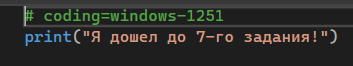 # coding=windows-1251
print("Я дошел до 7-го задания!")